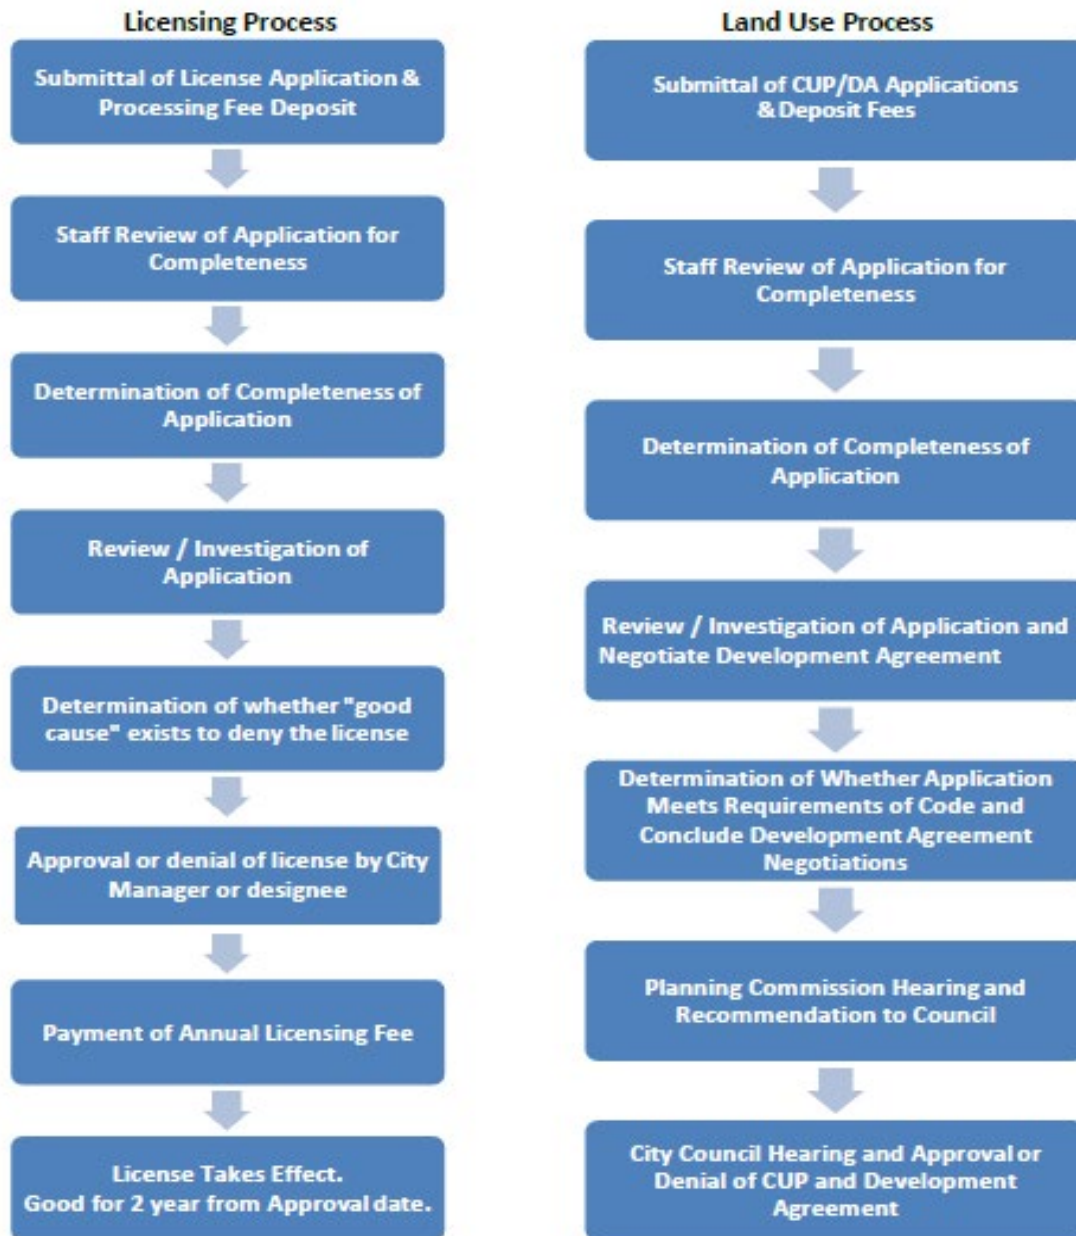 Licensing Process
Submittal of License Application &
Processing Fee Deposit
Staff Review of Application for
Completeness
Determination of Completeness of
Application
Review / Investigation of
Application
Determination of whether "good
cause" exists to deny the license
Approval or denial of license by City
Manager or designee
Payment of Annual Licensing Fee
License Takes Effect.
Good for 2 year from Approval date.
Land Use Process
Submittal of CUP/DA Applications
& Deposit Fees
Staff Review of Application for
Completeness
Determination of Completeness of
Application
Review / Investigation of Application and
Negotiate Development Agreement
Determination of Whether Application
Meets Requirements of Code and
Conclude Development Agreement
Negotiations
Planning Commission Hearing and
Recommendation to Council
City Council Hearing and Approval or
Denial of CUP and Development
Agreement